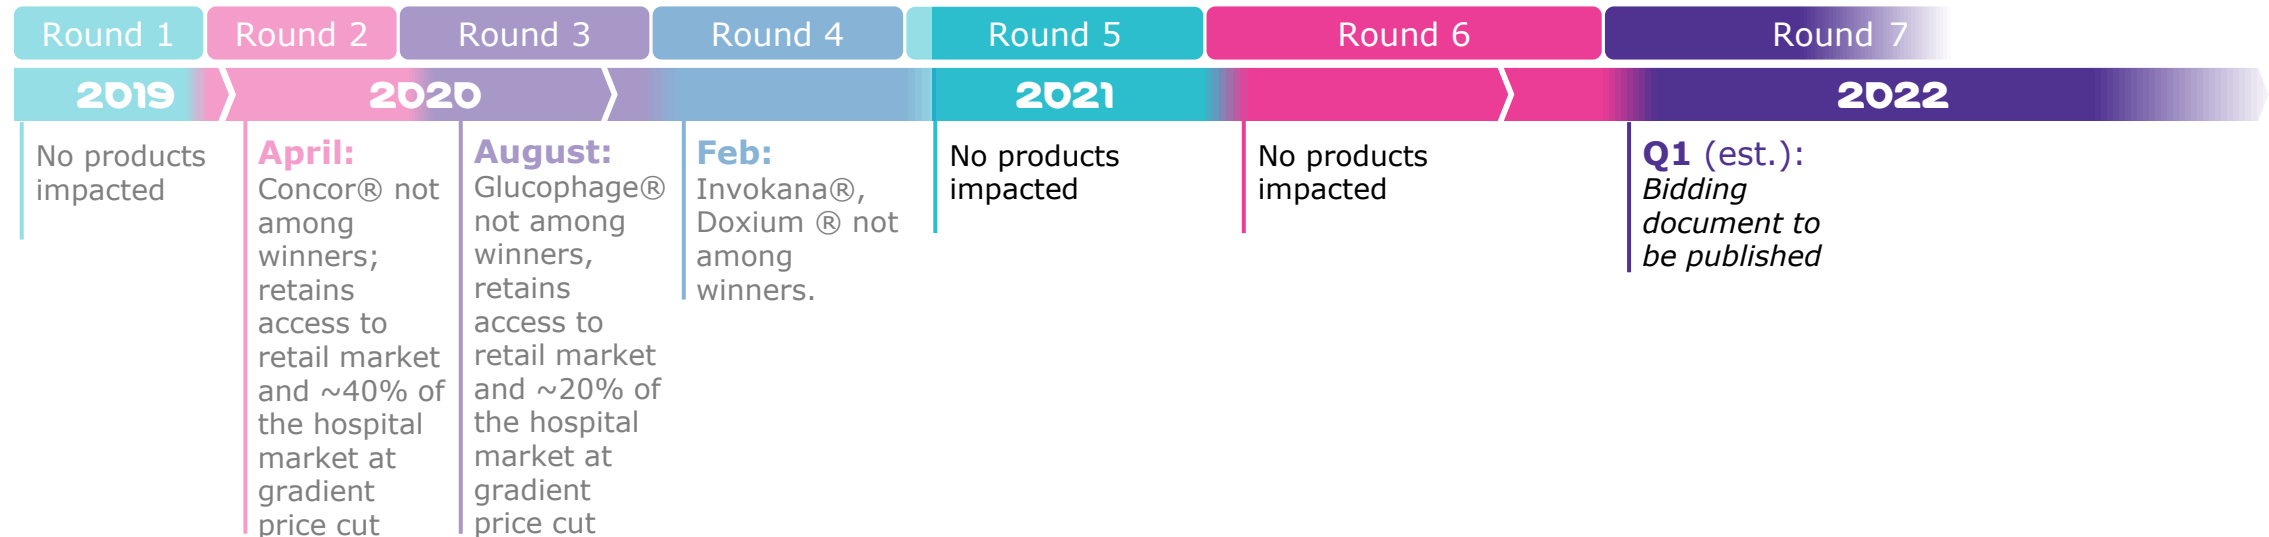 Round 1
Round 2
Round 3
Round 4
Round 5
Round 6
Round 7
2019
2020
2021
2022
No products
impacted
April:
Concor® not
among
winners;
retains
access to
retail market
and ~40% of
the hospital
market at
gradient
price cut
August:
Glucophage®
not among
winners,
retains
access to
retail market
and ~20% of
the hospital
market at
gradient
price cut
Feb:
Invokana®,
Doxium ® not
among
winners.
No products
impacted
No products
impacted
Q1 (est.):
Bidding
document to
be published